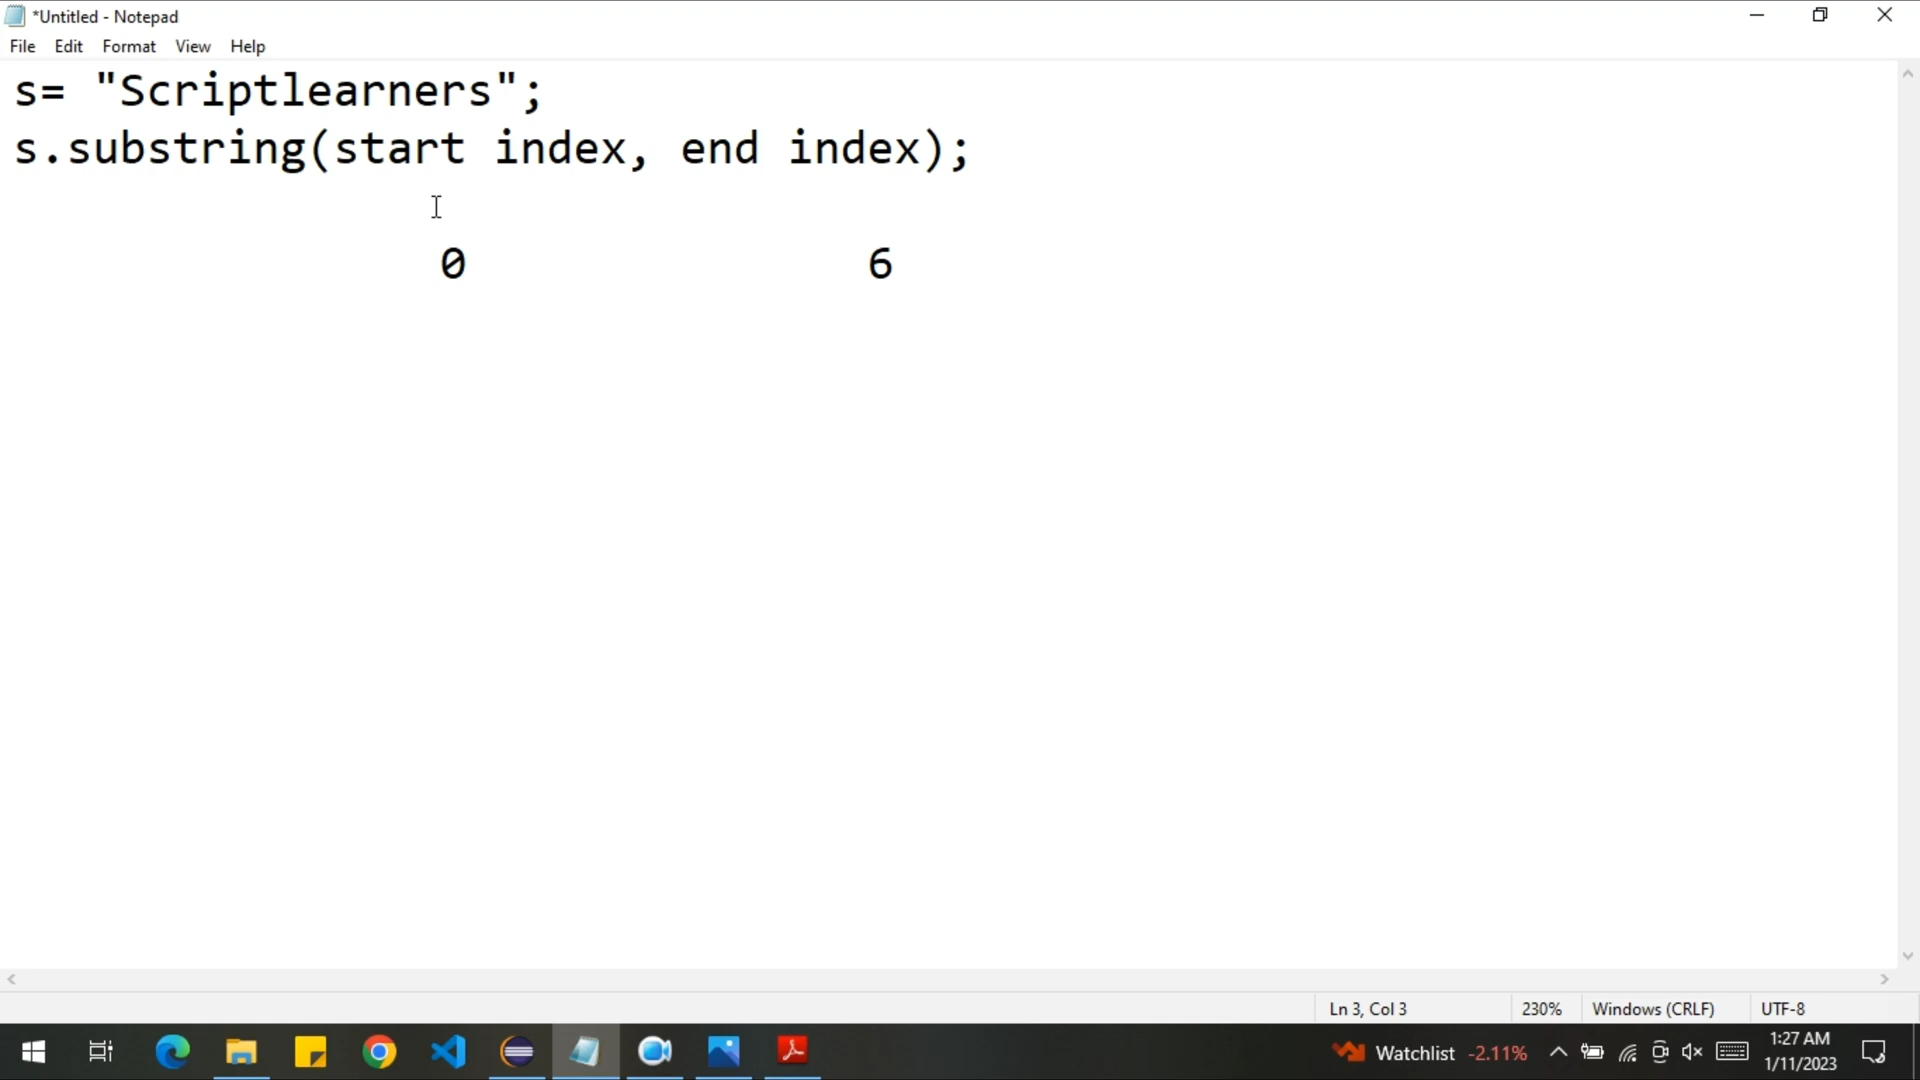 *Untitled - Notepad
File Edit Format View Help
s= "Scriptlearners";
s.substring(start index, end index);
0 6
Ln 3, Col 3 230% Windows (CRLF) UTF-8
Watchlist -2.11% 1:27 AM
1/11/2023